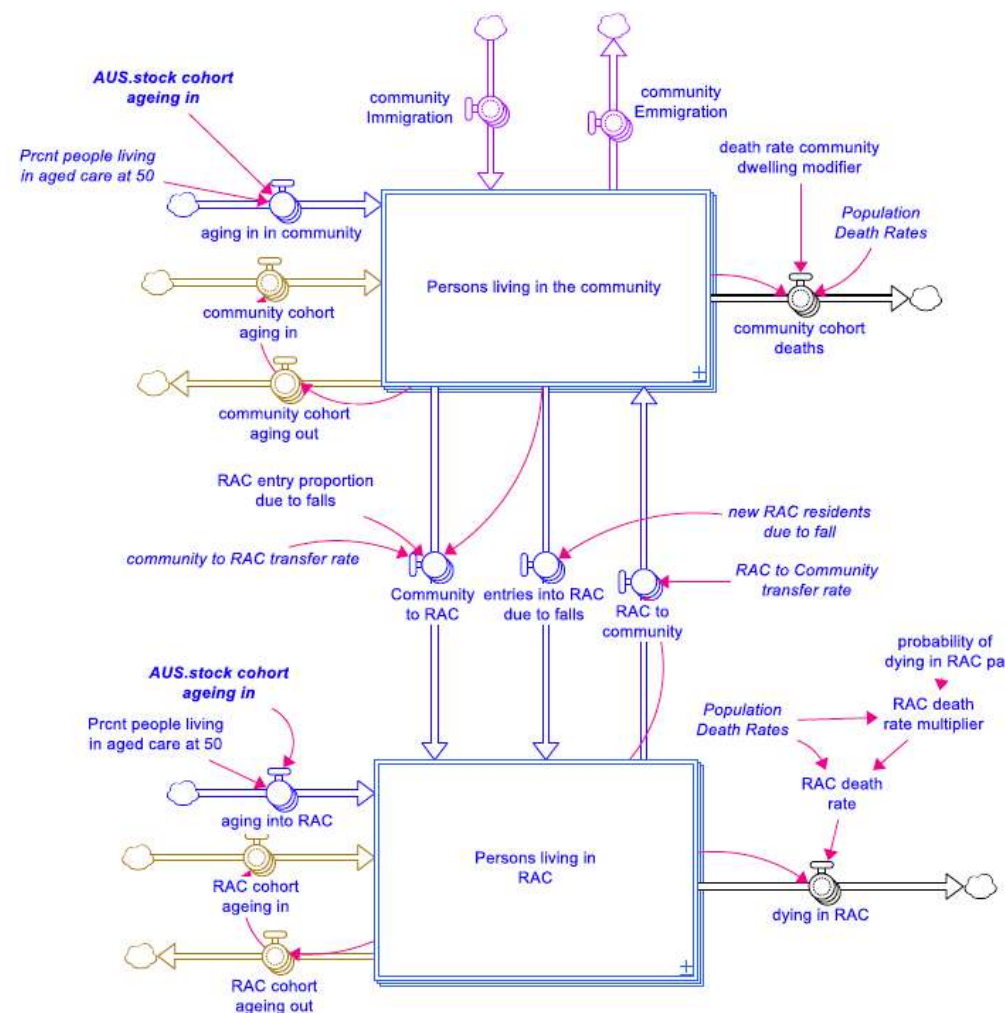 AUS.stock cohort
ageing in
Prcnt people living
in aged care at 50
aging in in community
community
Immigration
community
Emmigration
death rate community
dwelling modifier
Population
Death Rates
Persons living in the community
community cohort
aging in
community cohort
deaths
community cohort
aging out
RAC entry proportion
due to falls
community to RAC transfer rate
Community
to RAC
entries into RAC
due to falls
new RAC residents
due to fall
RAC to Community
transfer rate
RAC to
community
AUS.stock cohort
ageing in
Prcnt people living
in aged care at 50
aging into RAC
probability of
dying in RAC pa
Population
Death Rates
RAC death
rate multiplier
RAC death
rate
Persons living in
RAC
RAC cohort
ageing in
dying in RAC
RAC cohort
ageing out